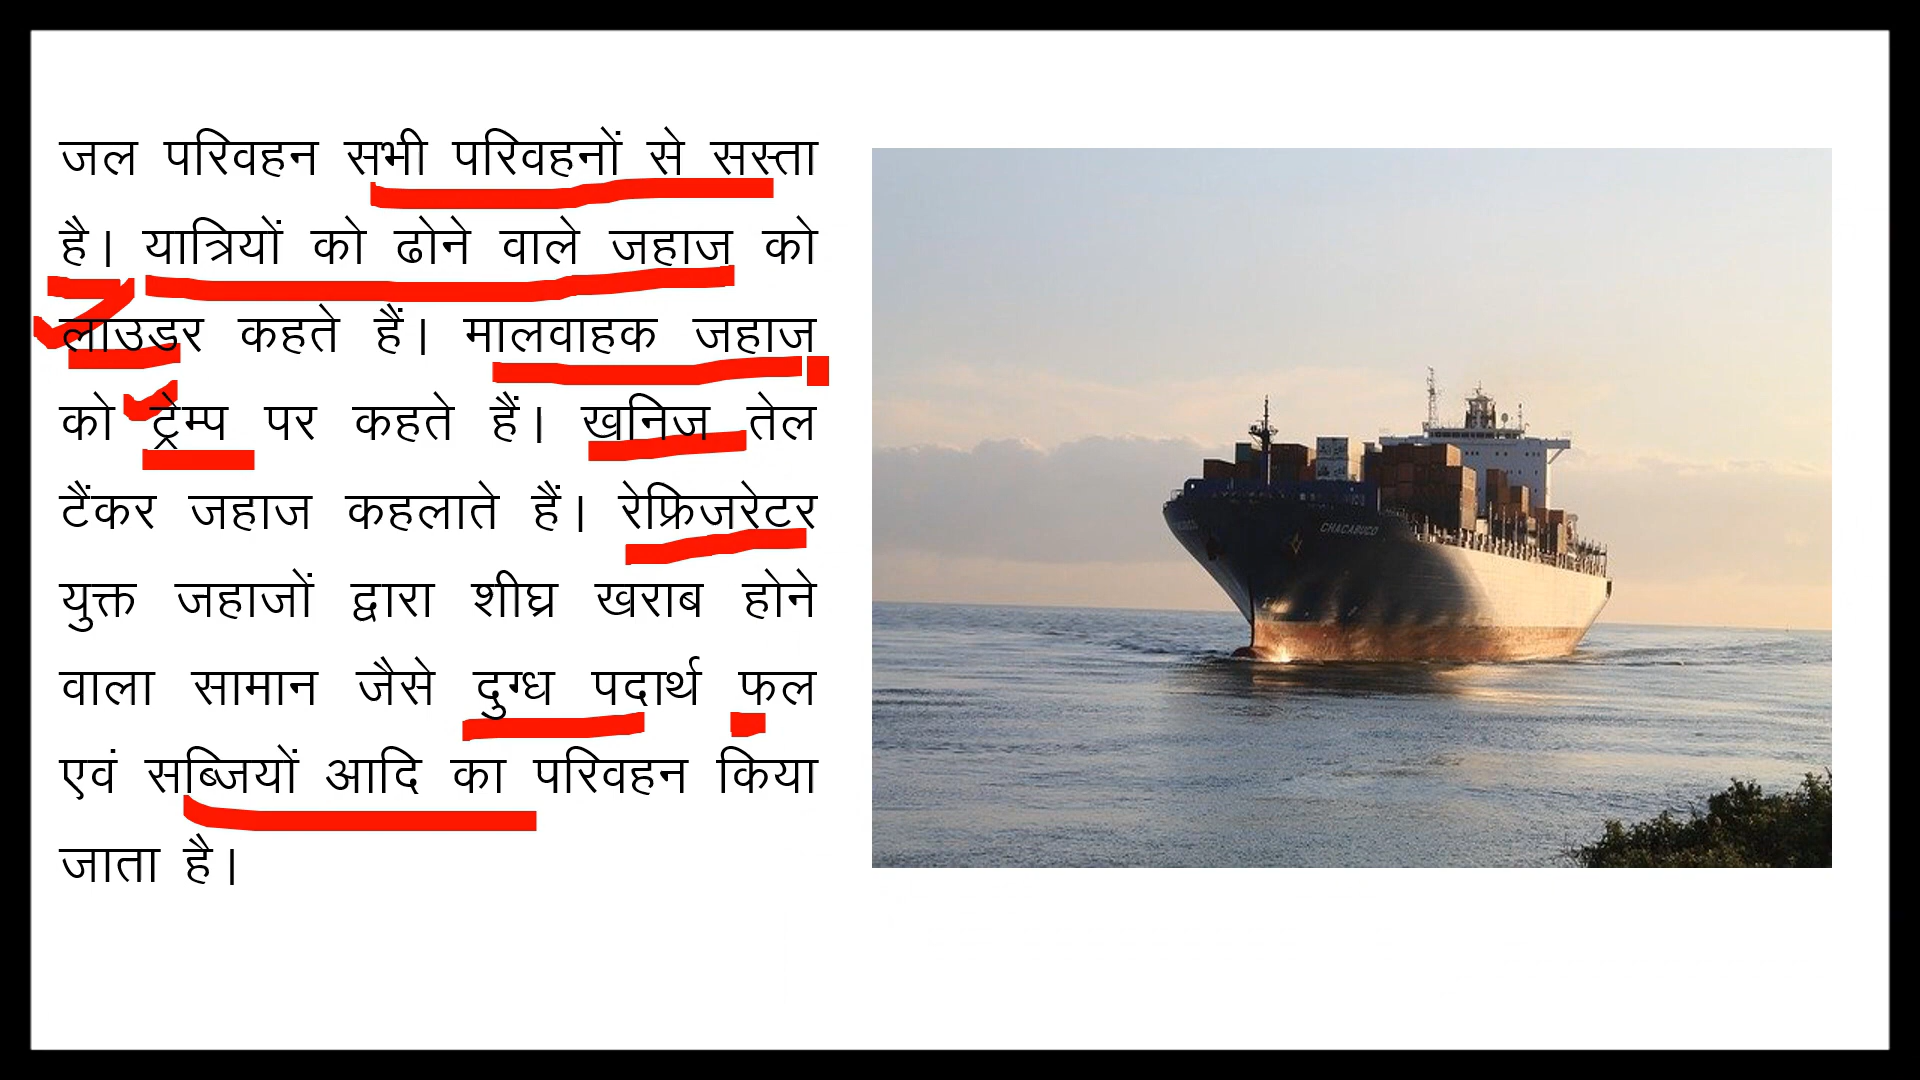 जल परिवहन सभी परिवहनों से सस्ता
है। यात्रियों को ढोने वाले जहाज को
लाउडर कहते हैं। मालवाहक जहाज
को ट्रेम्प पर कहते हैं। खनिज तेल
टैंकर जहाज कहलाते हैं। रेफ्रिजरेटर
युक्त जहाजों द्वारा शीघ्र खराब होने
वाला सामान जैसे दुग्ध पदार्थ फल
एवं सब्जियों आदि का परिवहन किया
जाता है।
CHACABUCO